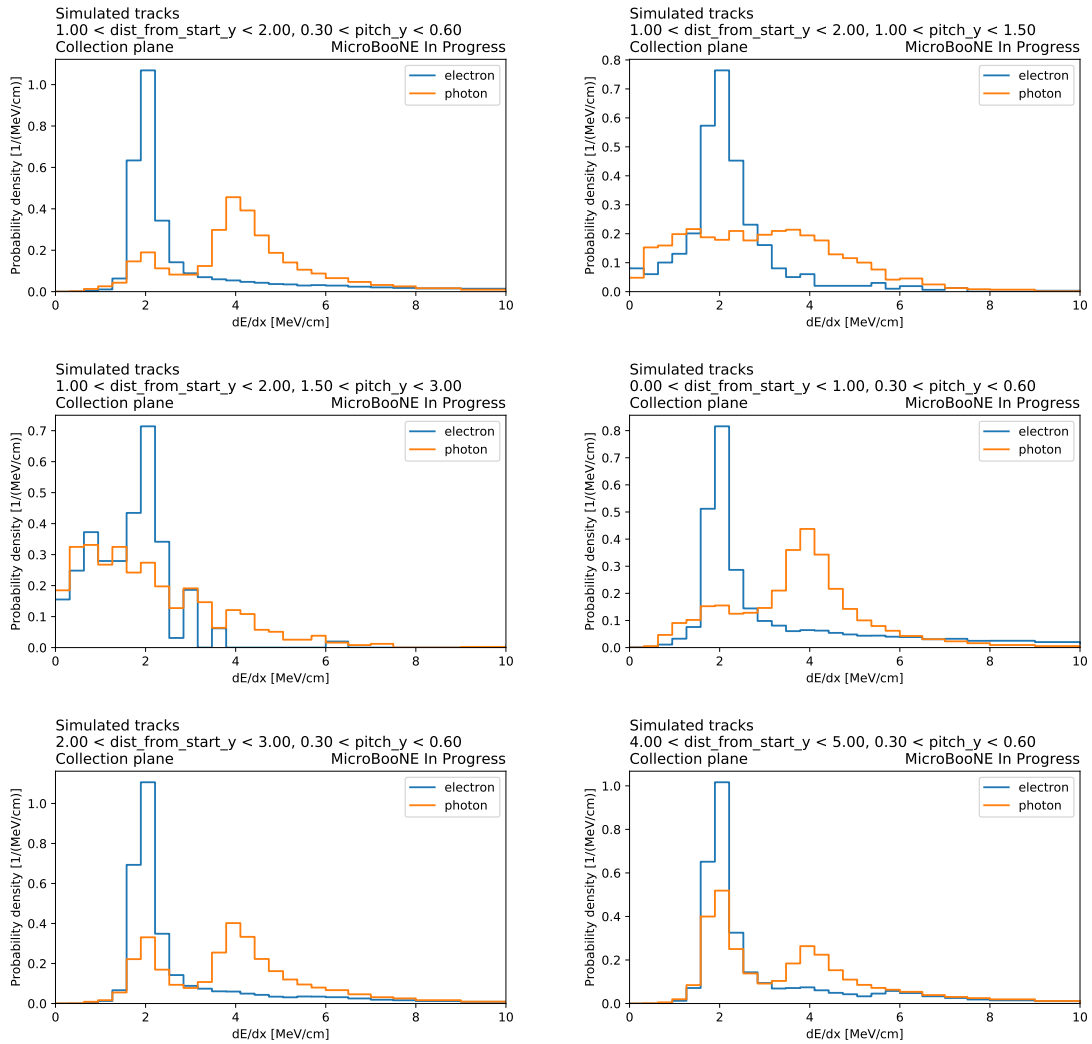 Simulated tracks
1.00 < dist_from_start_y < 2.00, 0.30 < pitch_y < 0.60
Collection plane MicroBooNE In Progress
Probability density [1/(MeV/cm)]
1.0
0.8
0.6
0.4
0.2
0.0
electron
photon
0 2 4 6 8 10
dE/dx [MeV/cm]
Simulated tracks
1.00 < dist_from_start_y < 2.00, 1.00 < pitch_y < 1.50
Collection plane MicroBooNE In Progress
Probability density [1/(MeV/cm)]
0.8
0.7
0.6
0.5
0.4
0.3
0.2
0.1
0.0
electron
photon
0 2 4 6 8 10
dE/dx [MeV/cm]
Simulated tracks
1.00 < dist_from_start_y < 2.00, 1.50 < pitch_y < 3.00
Collection plane MicroBooNE In Progress
Probability density [1/(MeV/cm)]
0.7
0.6
0.5
0.4
0.3
0.2
0.1
0.0
electron
photon
0 2 4 6 8 10
dE/dx [MeV/cm]
Simulated tracks
0.00 < dist_from_start_y < 1.00, 0.30 < pitch_y < 0.60
Collection plane MicroBooNE In Progress
Probability density [1/(MeV/cm)]
0.8
0.7
0.6
0.5
0.4
0.3
0.2
0.1
0.0
electron
photon
0 2 4 6 8 10
dE/dx [MeV/cm]
Simulated tracks
2.00 < dist_from_start_y < 3.00, 0.30 < pitch_y < 0.60
Collection plane MicroBooNE In Progress
Probability density [1/(MeV/cm)]
1.0
0.8
0.6
0.4
0.2
0.0
electron
photon
0 2 4 6 8 10
dE/dx [MeV/cm]
Simulated tracks
4.00 < dist_from_start_y < 5.00, 0.30 < pitch_y < 0.60
Collection plane MicroBooNE In Progress
Probability density [1/(MeV/cm)]
1.0
0.8
0.6
0.4
0.2
0.0
electron
photon
0 2 4 6 8 10
dE/dx [MeV/cm]